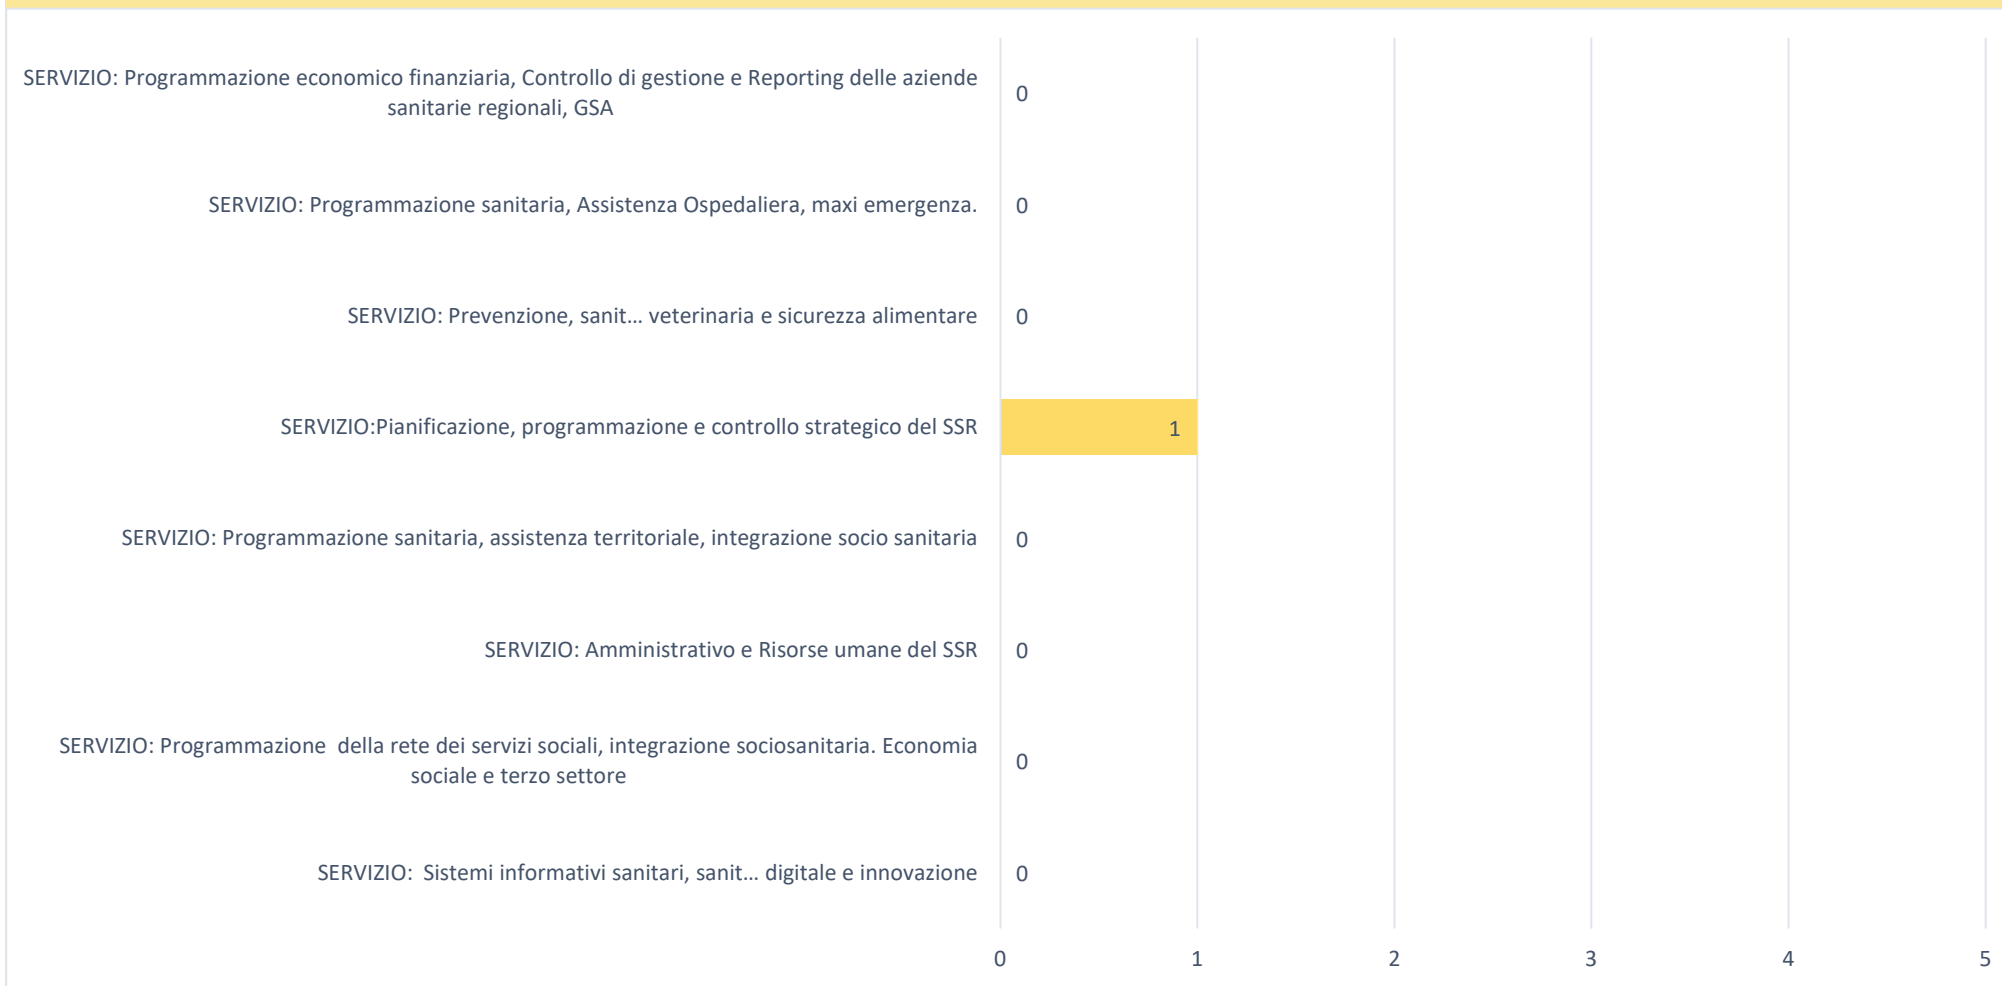 SERVIZIO: Programmazione economico finanziaria, Controllo di gestione e Reporting delle aziende
sanitarie regionali, GSA
0
SERVIZIO: Programmazione sanitaria, Assistenza Ospedaliera, maxi emergenza.
0
SERVIZIO: Prevenzione, sanit... veterinaria e sicurezza alimentare
0
SERVIZIO:Pianificazione, programmazione e controllo strategico del SSR
1
SERVIZIO: Programmazione sanitaria, assistenza territoriale, integrazione socio sanitaria
0
SERVIZIO: Amministrativo e Risorse umane del SSR
0
SERVIZIO: Programmazione  della rete dei servizi sociali, integrazione sociosanitaria. Economia
sociale e terzo settore
0
SERVIZIO:  Sistemi informativi sanitari, sanit... digitale e innovazione
0
0 1 2 3 4 5